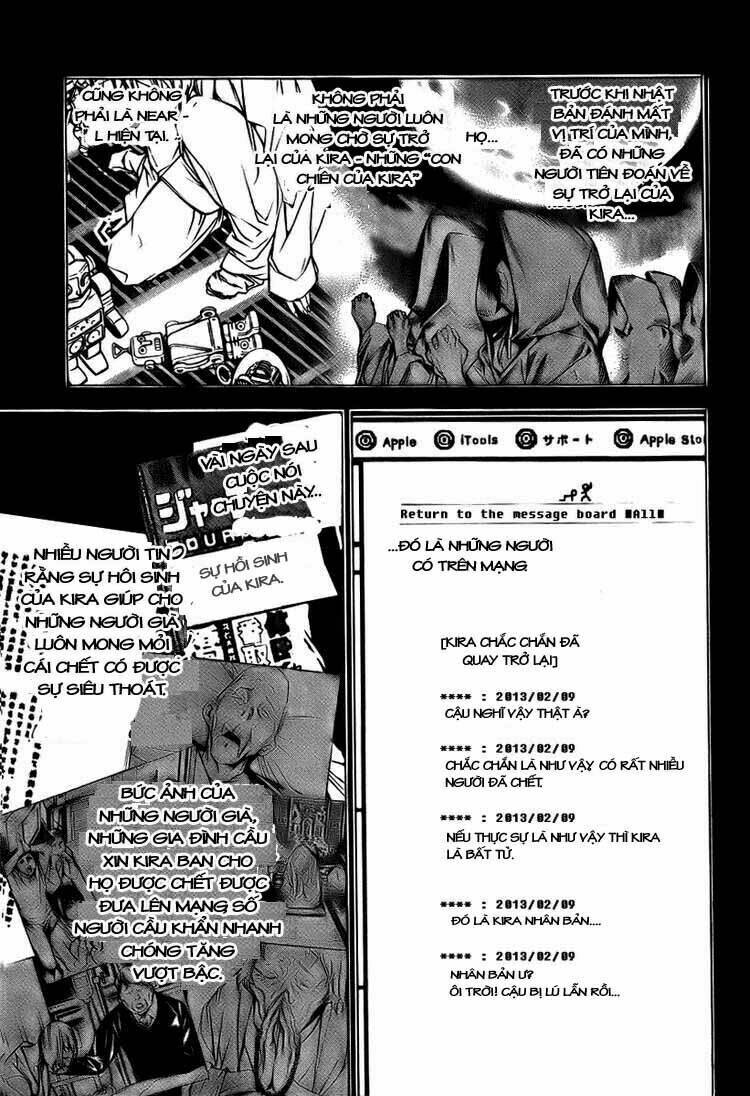 TRƯỚC KHI NHẬT
BẢN ĐÁNH MẤT
VỊ TRÍ CỦA MÌNH,
ĐÃ CÓ NHỮNG
NGƯỜI TIÊN ĐOÁN VỀ
SỰ TRỞ LẠI CỦA
KIRA...
HỌ...
KHÔNG PHẢI
LÀ NHỮNG NGƯỜI LUÔN
MONG CHỜ SỰ TRỞ
LẠI CỦA KIRA - NHỮNG "CON
CHIÊN CỦA KIRA"
CŨNG KHÔNG
PHẢI LÀ NEAR -
L HIỆN TẠI.
Apple
iTools
サポート
Apple Sto
Return to the message board ■All■
...ĐÓ LÀ NHỮNG NGƯỜI
CÓ TRÊN MẠNG
[KIRA CHẮC CHẮN ĐÃ
QUAY TRỞ LẠI]
**** : 2013/02/09
CẬU NGHĨ VẬY THẬT À?
**** : 2013/02/09
CHẮC CHẮN LÀ NHƯ VẬY. CÓ RẤT NHIỀU
NGƯỜI ĐÃ CHẾT.
**** : 2013/02/09
NẾU THỰC SỰ LÀ NHƯ VẬY THÌ KIRA
LÀ BẤT TỬ.
**** : 2013/02/09
ĐÓ LÀ KIRA NHÂN BẢN....
**** : 2013/02/09
NHÂN BẢN Ư?
ÔI TRỜI! CẬU BỊ LÚ LẪN RỒI...
VÀI NGÀY SAU
CUỘC NÓI
CHUYỆN NÀY...
ジャ
OUR
SỰ HỒI SINH
CỦA KIRA.
NHIỀU NGƯỜI TIN
RẰNG SỰ HỒI SINH
CỦA KIRA GIÚP CHO
NHỮNG NGƯỜI GIÀ
LUÔN MONG MỎI
CÁI CHẾT CÓ ĐƯỢC
SỰ SIÊU THOÁT.
BỨC ẢNH CỦA
NHỮNG NGƯỜI GIÀ,
NHỮNG GIA ĐÌNH CẦU
XIN KIRA BAN CHO
HỌ ĐƯỢC CHẾT ĐƯỢC
ĐƯA LÊN MẠNG SỐ
NGƯỜI CẦU KHẨN NHANH
CHÓNG TĂNG
VƯỢT BẬC.